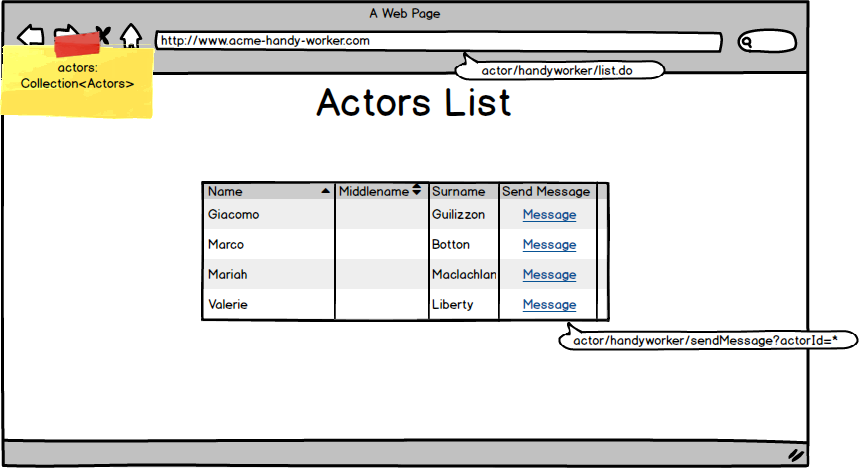 A Web Page
http://www.acme-handy-worker.com
actors:
Collection<Actors>
actor/handyworker/list.do
Actors List
Name Middlename Surname Send Message
Giacomo Guilizzon Message
Marco Botton Message
Mariah Maclachlan Message
Valerie Liberty Message
actor/handyworker/sendMessage?actorId=*